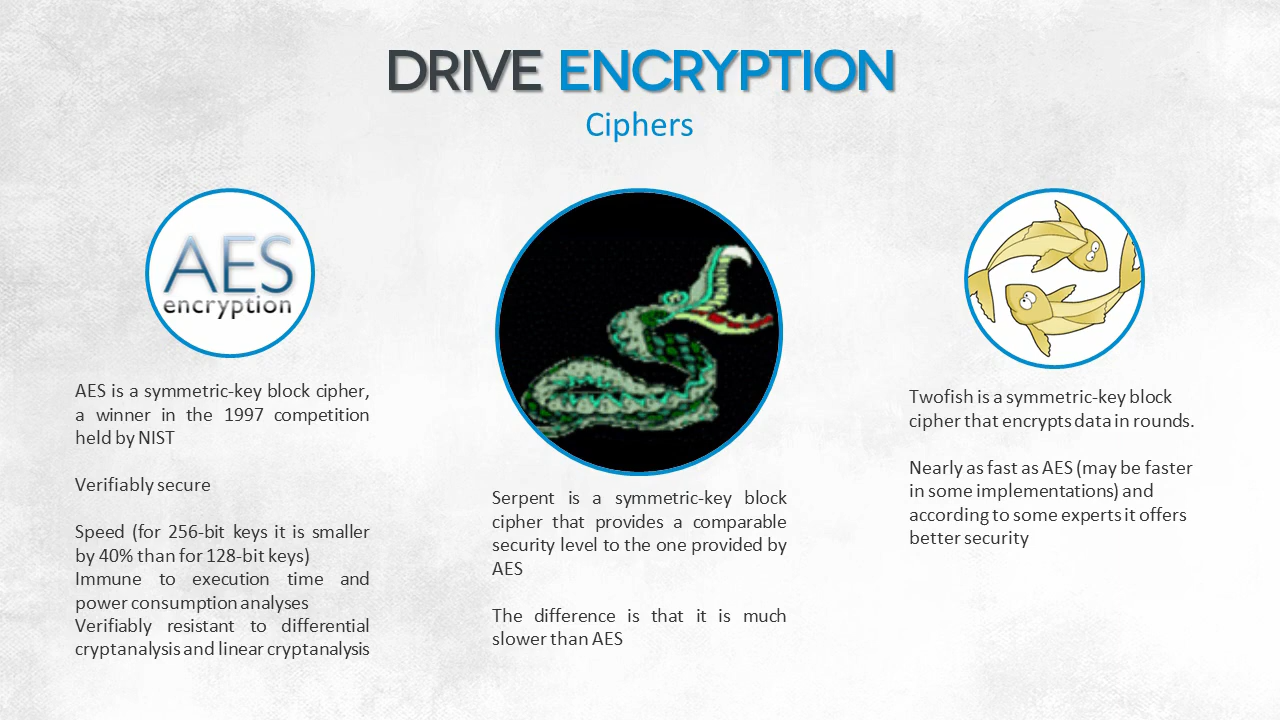 DRIVE ENCRYPTION
Ciphers
AES
encryption
AES is a symmetric-key block cipher,
a winner in the 1997 competition
held by NIST
Verifiably secure
Speed (for 256-bit keys it is smaller
by 40% than for 128-bit keys)
Immune to execution time and
power consumption analyses
Verifiably resistant to differential
cryptanalysis and linear cryptanalysis
Serpent is a symmetric-key block
cipher that provides a comparable
security level to the one provided by
AES
The difference is that it is much
slower than AES
Twofish is a symmetric-key block
cipher that encrypts data in rounds.
Nearly as fast as AES (may be faster
in some implementations) and
according to some experts it offers
better security